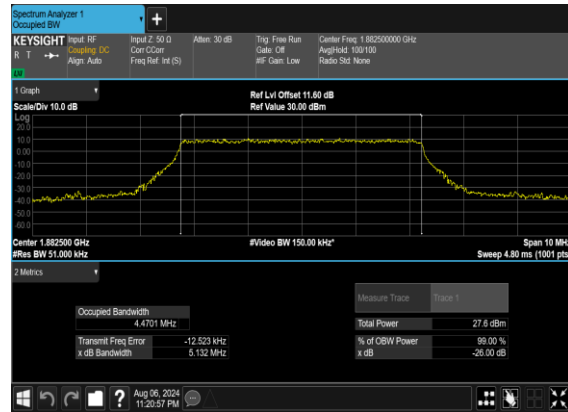 Spectrum Analyzer 1
Occupied BW
+
KEYSIGHT
R T
LW
Input: RF
Coupling: DC
Align: Auto
Input Z: 50 Ω
Corr CCorr
Freq Ref: Int (S)
Atten: 30 dB
Trig: Free Run
Gate: Off
#IF Gain: Low
Center Freq: 1.882500000 GHz
Avg|Hold: 100/100
Radio Std: None
1 Graph
Scale/Div 10.0 dB
Ref Lvl Offset 11.60 dB
Ref Value 30.00 dBm
Log
20.0
10.0
0.00
-10.0
-20.0
-30.0
-40.0
-50.0
-60.0
Center 1.882500 GHz
#Res BW 51.000 kHz
#Video BW 150.00 kHz*
Span 10 MHz
Sweep 4.80 ms (1001 pts)
2 Metrics
Occupied Bandwidth
4.4701 MHz
Transmit Freq Error -12.523 kHz
x dB Bandwidth 5.132 MHz
Measure Trace Trace 1
Total Power 27.6 dBm
% of OBW Power 99.00 %
x dB -26.00 dB
?
Aug 06, 2024
11:20:57 PM